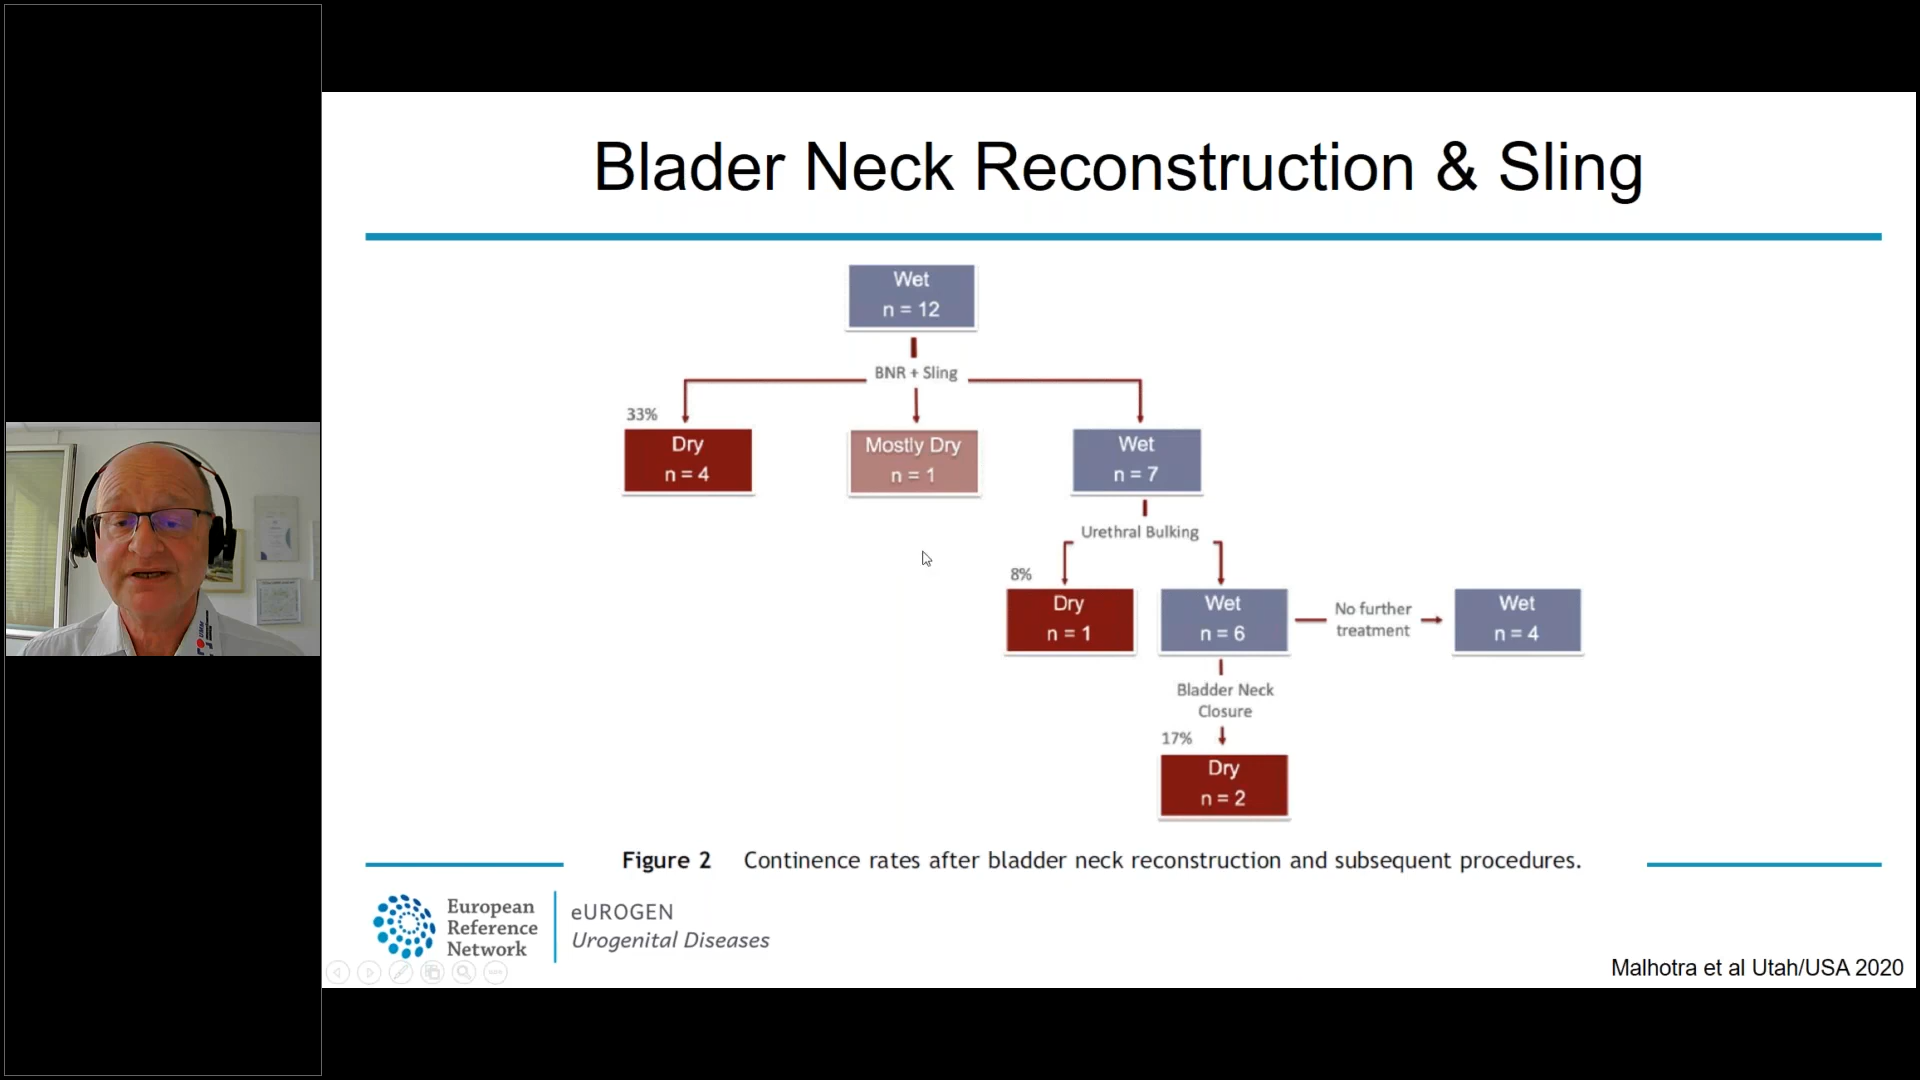 Blader Neck Reconstruction & Sling
Wet
n = 12
BNR + Sling
33%
Dry
n = 4
Mostly Dry
n = 1
Wet
n = 7
Urethral Bulking
8%
Dry
n = 1
Wet
n = 6
No further
treatment
Wet
n = 4
Bladder Neck
Closure
17%
Dry
n = 2
Figure 2 Continence rates after bladder neck reconstruction and subsequent procedures.
European
Reference
Network
eUROGEN
Urogenital Diseases
Malhotra et al Utah/USA 2020